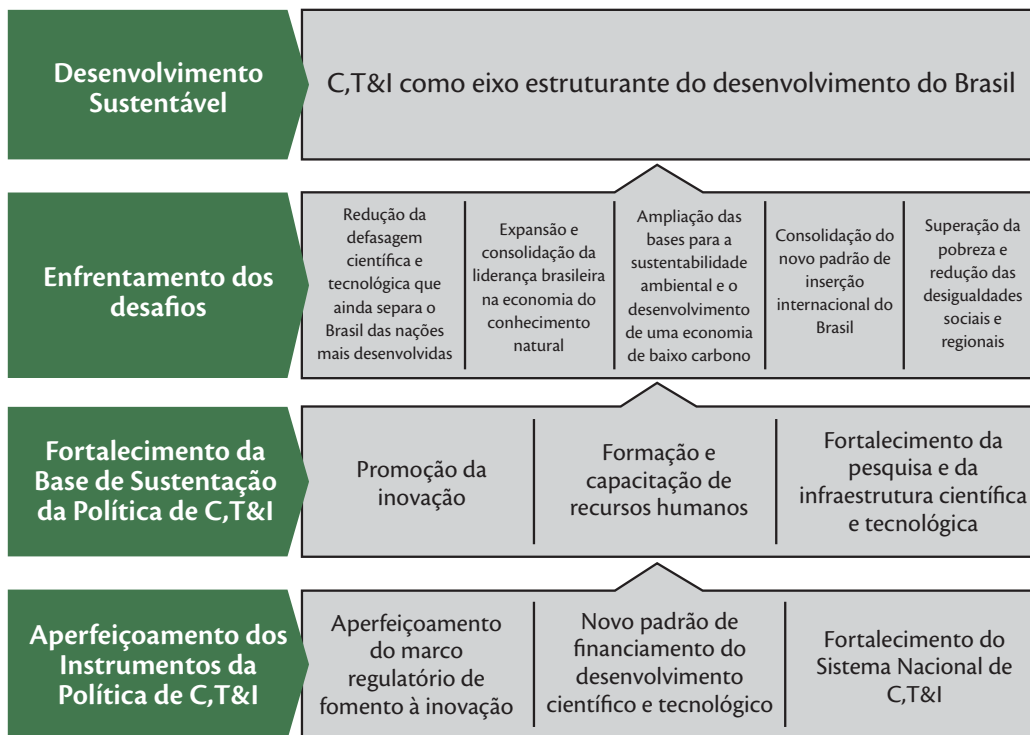 Desenvolvimento
Sustentável
C,T&I como eixo estruturante do desenvolvimento do Brasil
Enfrentamento dos
desafios
Redução da
defasagem
científica e
tecnológica que
ainda separa o
Brasil das nações
mais desenvolvidas
Expansão e
consolidação da
liderança brasileira
na economia do
conhecimento
natural
Ampliação das
bases para a
sustentabilidade
ambiental e o
desenvolvimento
de uma economia
de baixo carbono
Consolidação do
novo padrão de
inserção
internacional do
Brasil
Superação da
pobreza e
redução das
desigualdades
sociais e
regionais
Fortalecimento da
Base de Sustentação
da Política de C,T&I
Promoção da
inovação
Formação e
capacitação de
recursos humanos
Fortalecimento da
pesquisa e da
infraestrutura científica
e tecnológica
Aperfeiçoamento dos
Instrumentos da
Política de C,T&I
Aperfeiçoamento
do marco
regulatório de
fomento à inovação
Novo padrão de
financiamento do
desenvolvimento
científico e tecnológico
Fortalecimento do
Sistema Nacional de
C,T&I